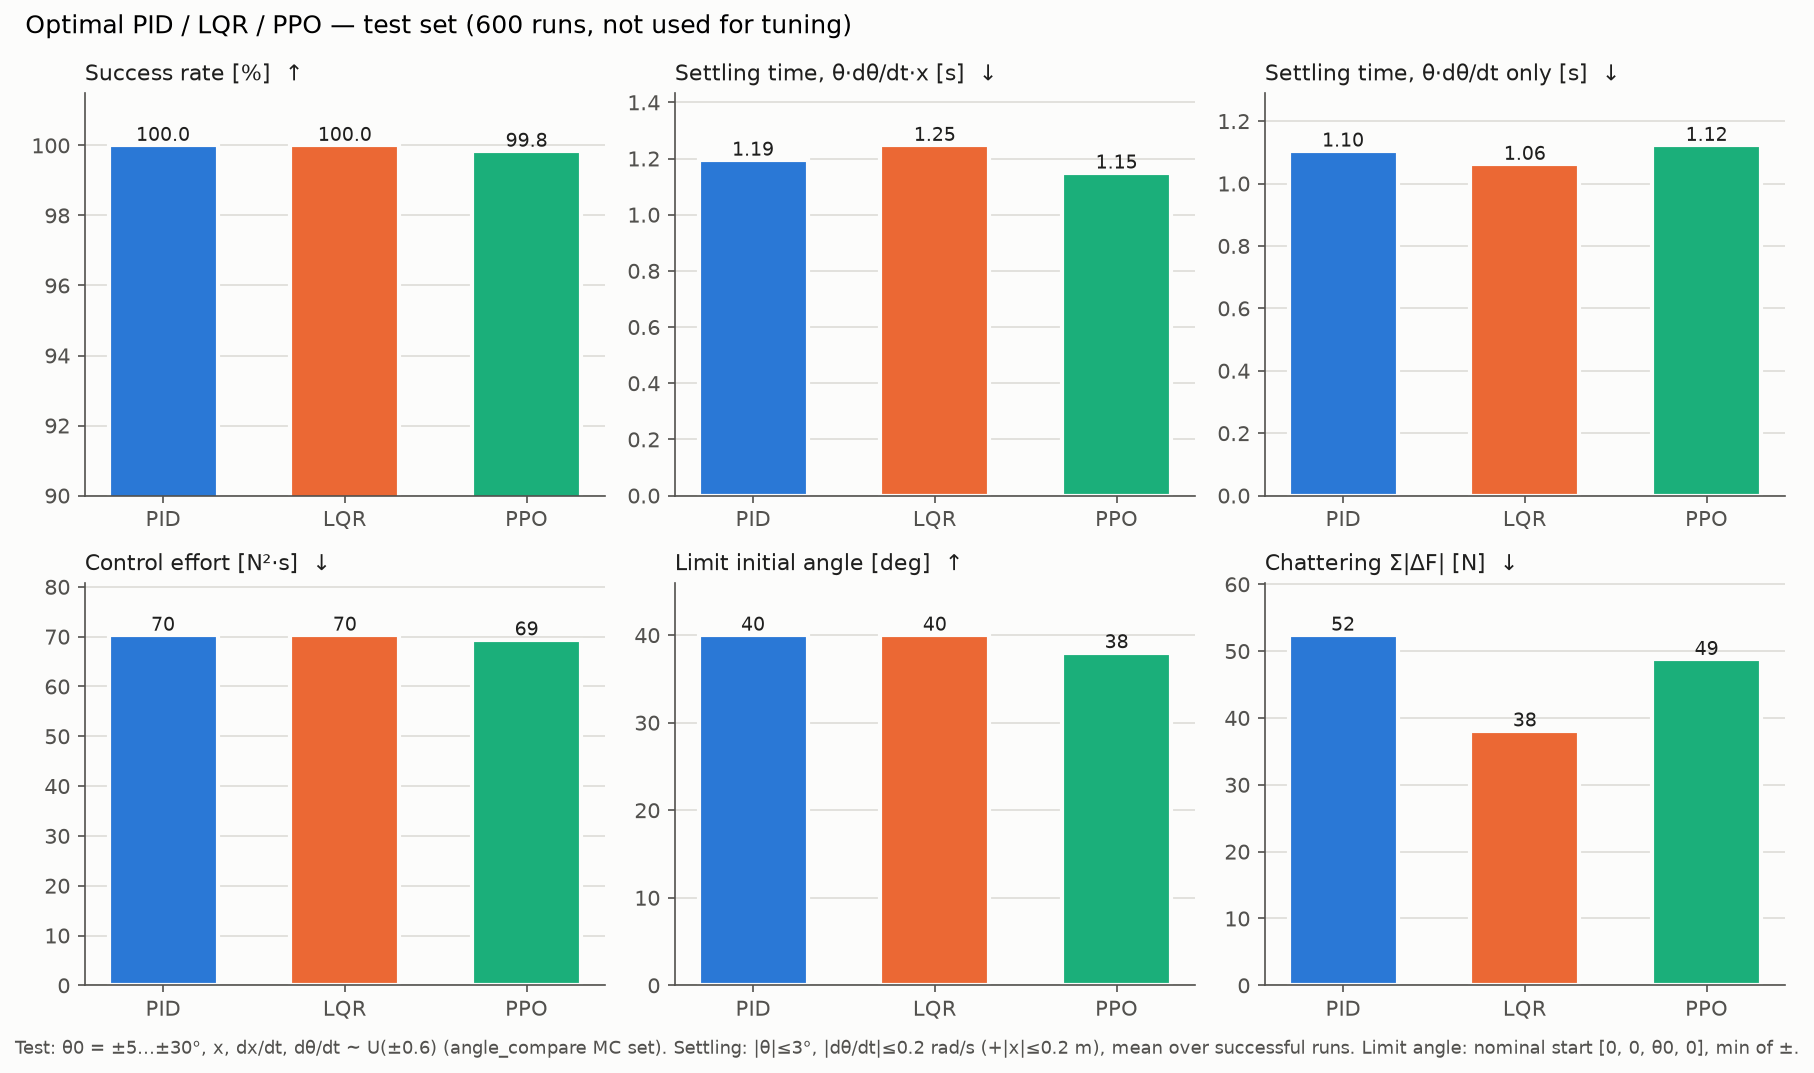 Optimal PID / LQR / PPO — test set (600 runs, not used for tuning)
Success rate [%] ↑
100
98
96
94
92
90
100.0
100.0
99.8
PID
LQR
PPO
Settling time, θ·dθ/dt·x [s] ↓
1.4
1.2
1.0
0.8
0.6
0.4
0.2
0.0
1.19
1.25
1.15
PID
LQR
PPO
Settling time, θ·dθ/dt only [s] ↓
1.2
1.0
0.8
0.6
0.4
0.2
0.0
1.10
1.06
1.12
PID
LQR
PPO
Control effort [N²·s] ↓
80
70
60
50
40
30
20
10
0
70
70
69
PID
LQR
PPO
Limit initial angle [deg] ↑
40
30
20
10
0
40
40
38
PID
LQR
PPO
Chattering Σ|ΔF| [N] ↓
60
50
40
30
20
10
0
52
38
49
PID
LQR
PPO
Test: θ0 = ±5…±30°, x, dx/dt, dθ/dt ~ U(±0.6) (angle_compare MC set). Settling: |θ|≤3°, |dθ/dt|≤0.2 rad/s (+|x|≤0.2 m), mean over successful runs. Limit angle: nominal start [0, 0, θ0, 0], min of ±.